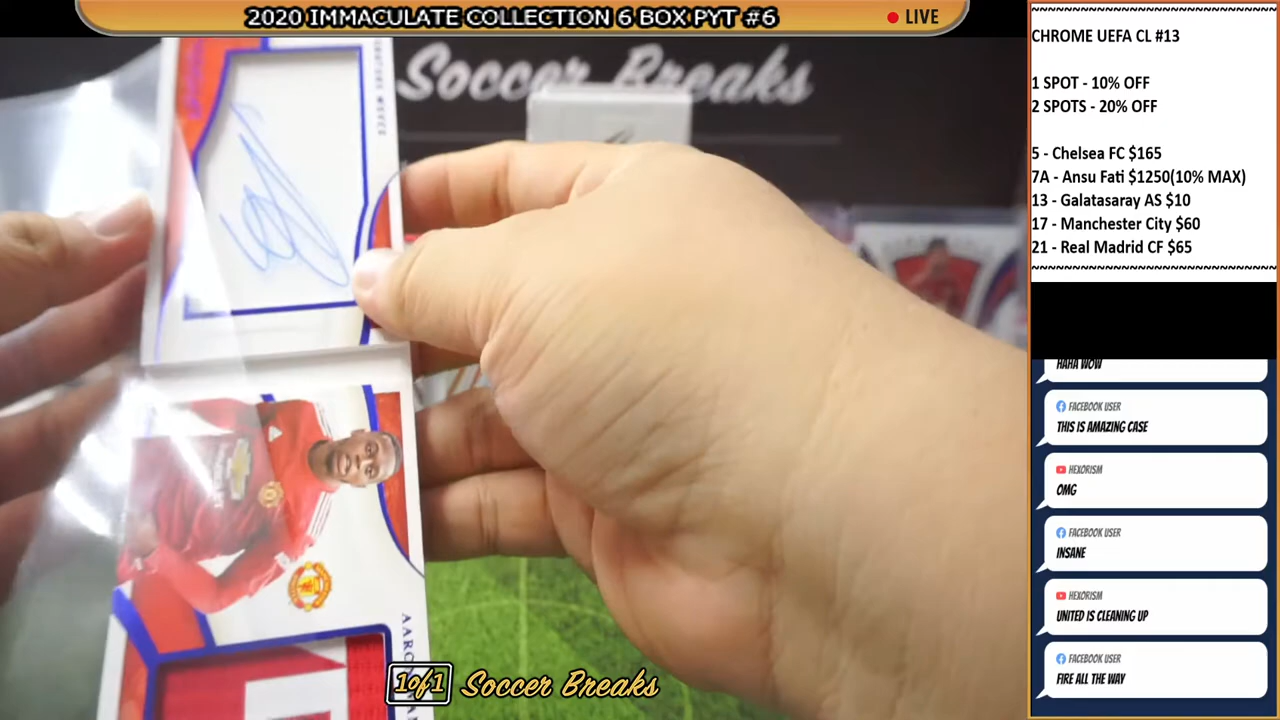 2020 IMMACULATE COLLECTION 6 BOX PYT #6
LIVE
Soccer Breaks
1of1 Soccer Breaks
CHROME UEFA CL #13
1 SPOT - 10% OFF
2 SPOTS - 20% OFF
5 - Chelsea FC $165
7A - Ansu Fati $1250(10% MAX)
13 - Galatasaray AS $10
17 - Manchester City $60
21 - Real Madrid CF $65
HAHA WOW
FACEBOOK USER
THIS IS AMAZING CASE
HEXORISM
OMG
FACEBOOK USER
INSANE
HEXORISM
UNITED IS CLEANING UP
FACEBOOK USER
FIRE ALL THE WAY